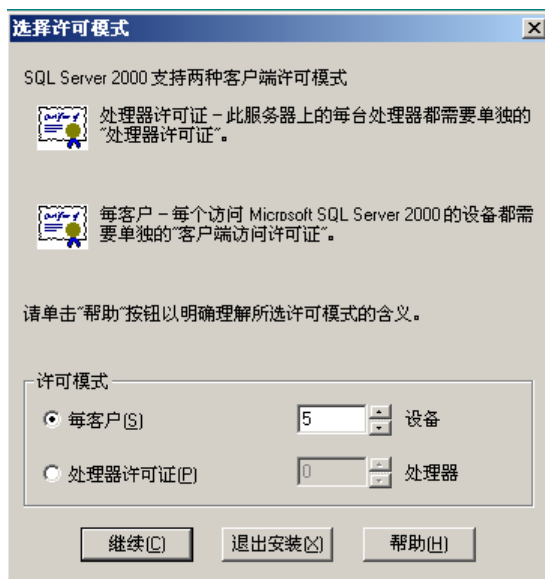 选择许可模式
SQL Server 2000 支持两种客户端许可模式
处理器许可证 - 此服务器上的每台处理器都需要单独的
"处理器许可证"。
每客户 - 每个访问 Microsoft SQL Server 2000 的设备都需
要单独的"客户端访问许可证"。
请单击"帮助"按钮以明确理解所选许可模式的含义。
许可模式
每客户(S) 5 设备
处理器许可证(P) 0 处理器
继续(C) 退出安装(X) 帮助(H)